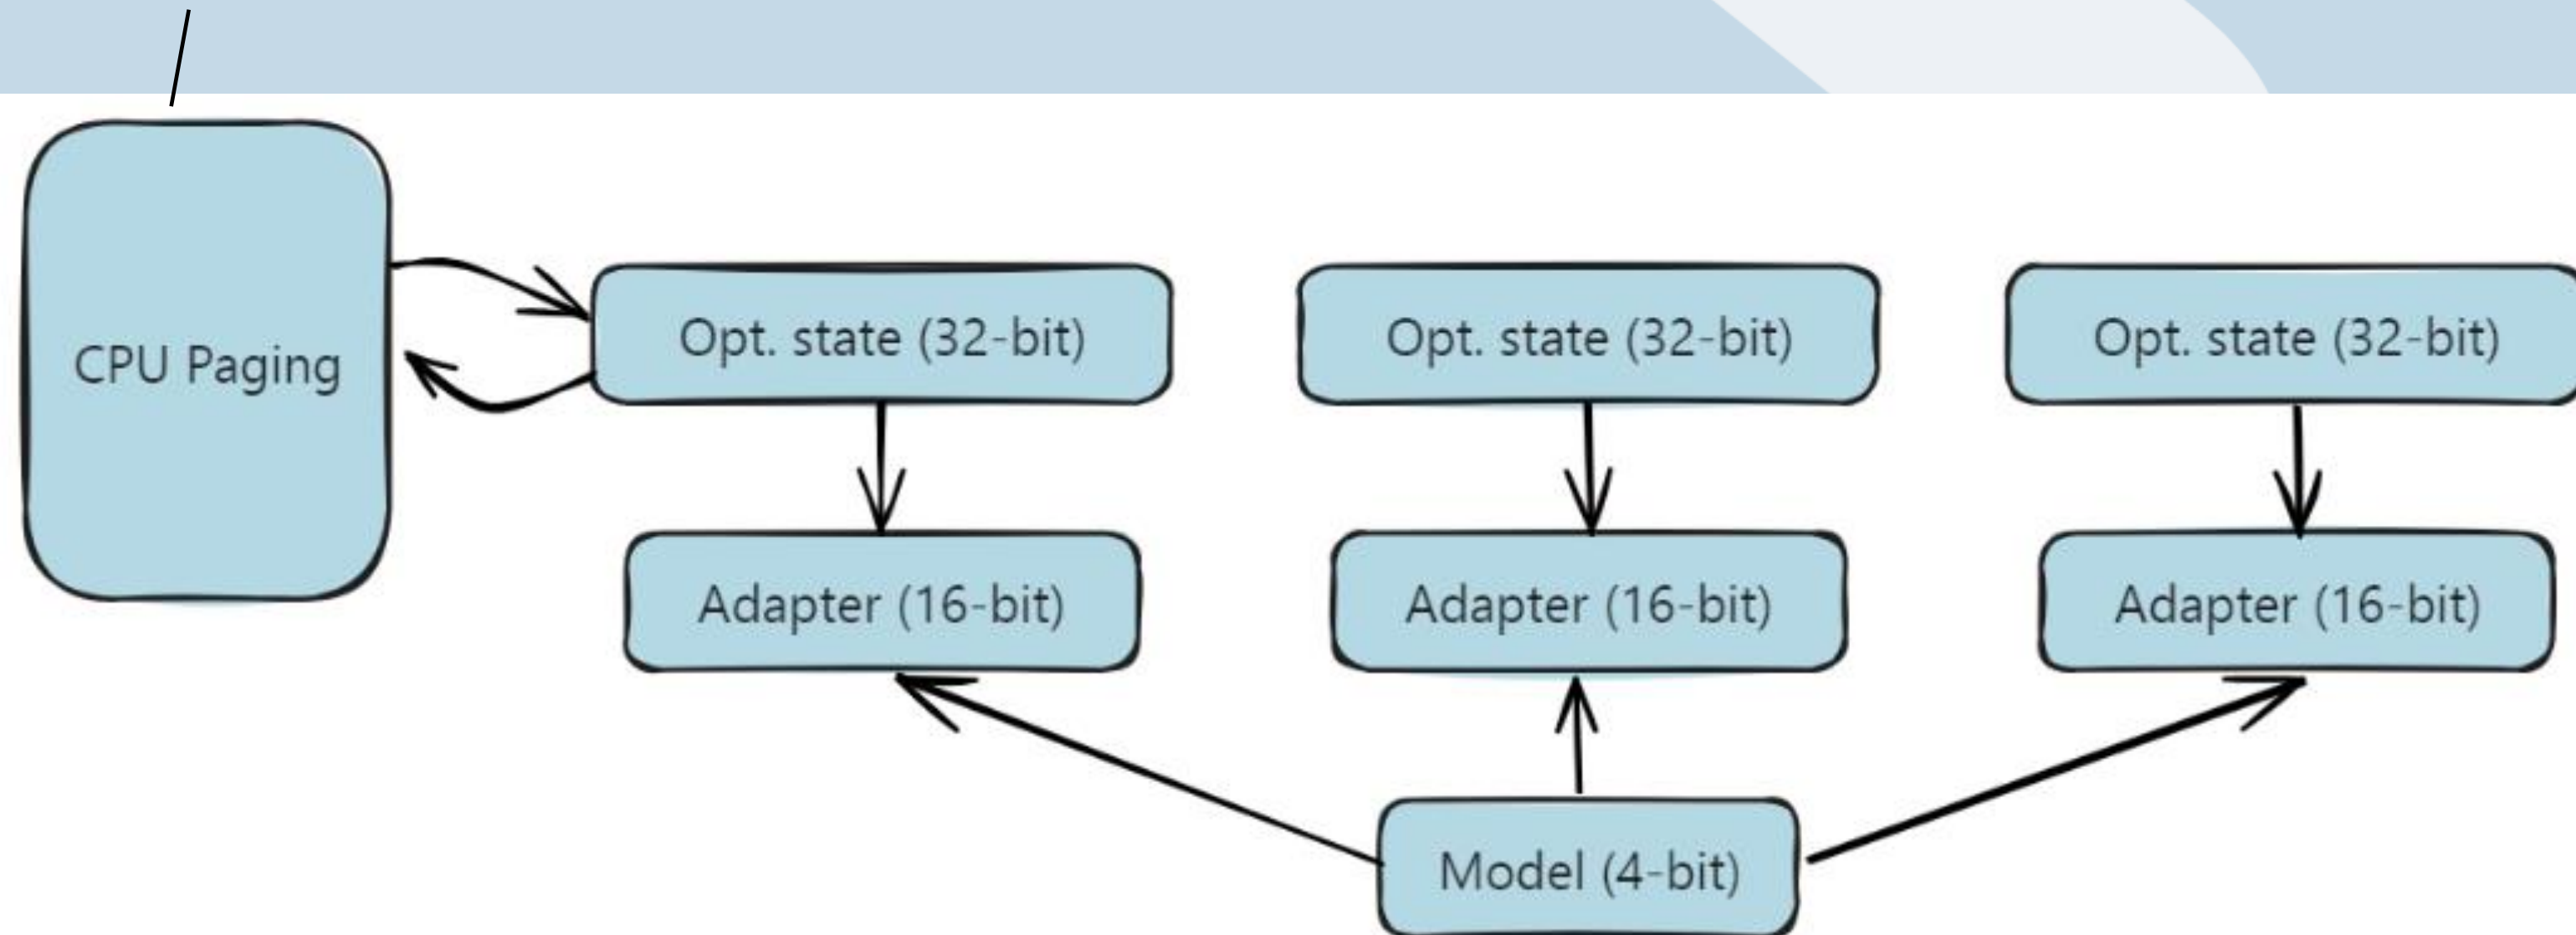 CPU Paging
Opt. state (32-bit)
Opt. state (32-bit)
Opt. state (32-bit)
Adapter (16-bit)
Adapter (16-bit)
Adapter (16-bit)
Model (4-bit)